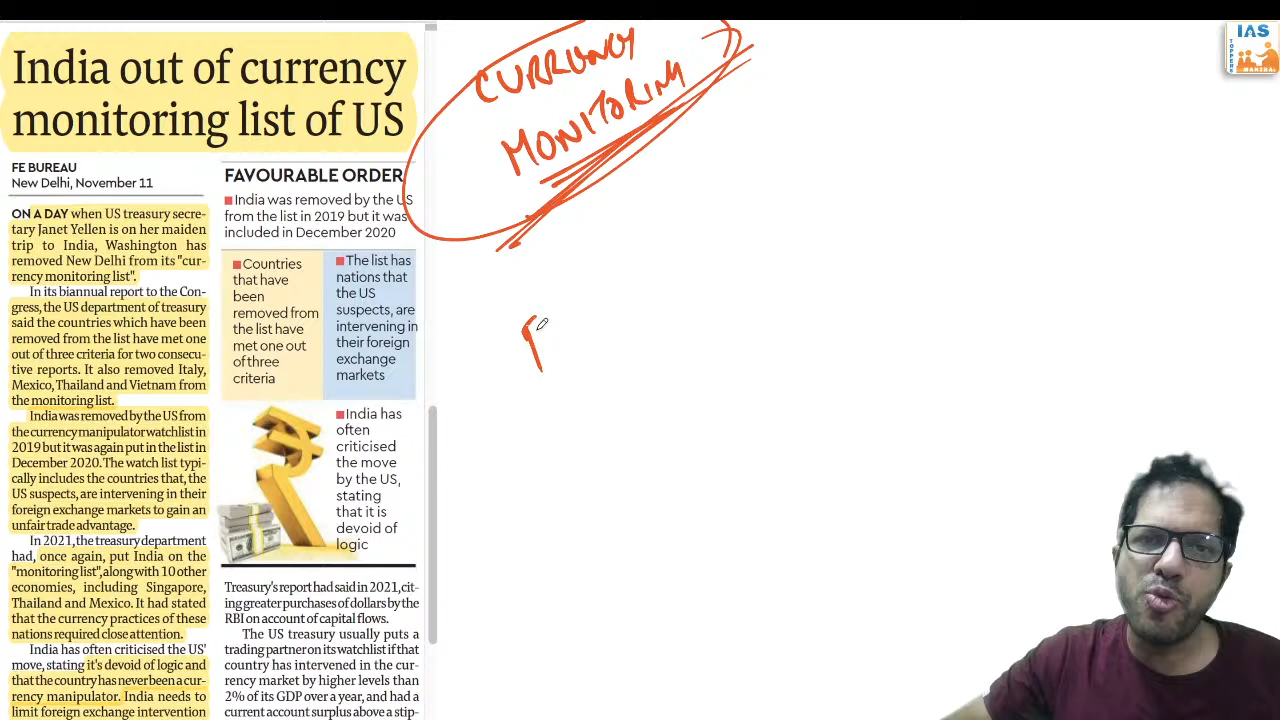 India out of currency
monitoring list of US
FE BUREAU
New Delhi, November 11
ON A DAY when US treasury secre-
tary Janet Yellen is on her maiden
trip to India, Washington has
removed New Delhi from its "cur-
rency monitoring list".
In its biannual report to the Con-
gress, the US department of treasury
said the countries which have been
removed from the list have met one
out of three criteria for two consecu-
tive reports. It also removed Italy,
Mexico, Thailand and Vietnam from
the monitoring list.
India was removed by the US from
the currency manipulator watchlist in
2019 but it was again put in the list in
December 2020. The watch list typi-
cally includes the countries that, the
US suspects, are intervening in their
foreign exchange markets to gain an
unfair trade advantage.
In 2021, the treasury department
had, once again, put India on the
"monitoring list", along with 10 other
economies, including Singapore,
Thailand and Mexico. It had stated
that the currency practices of these
nations required close attention.
India has often criticised the US'
move, stating it's devoid of logic and
that the country has never been a cur-
rency manipulator. India needs to
limit foreign exchange intervention
FAVOURABLE ORDER
India was removed by the US
from the list in 2019 but it was
included in December 2020
Countries
that have
been
removed from
the list have
met one out
of three
criteria
The list has
nations that
the US
suspects, are
intervening in
their foreign
exchange
markets
India has
often
criticised
the move
by the US,
stating
that it is
devoid of
logic
Treasury's report had said in 2021, cit-
ing greater purchases of dollars by the
RBI on account of capital flows.
The US treasury usually puts a
trading partner on its watchlist if that
country has intervened in the cur-
rency market by higher levels than
2% of its GDP over a year, and had a
current account surplus above a stip-
CURRENCY
MONITORING
IAS
TOPPERS
MANTRA